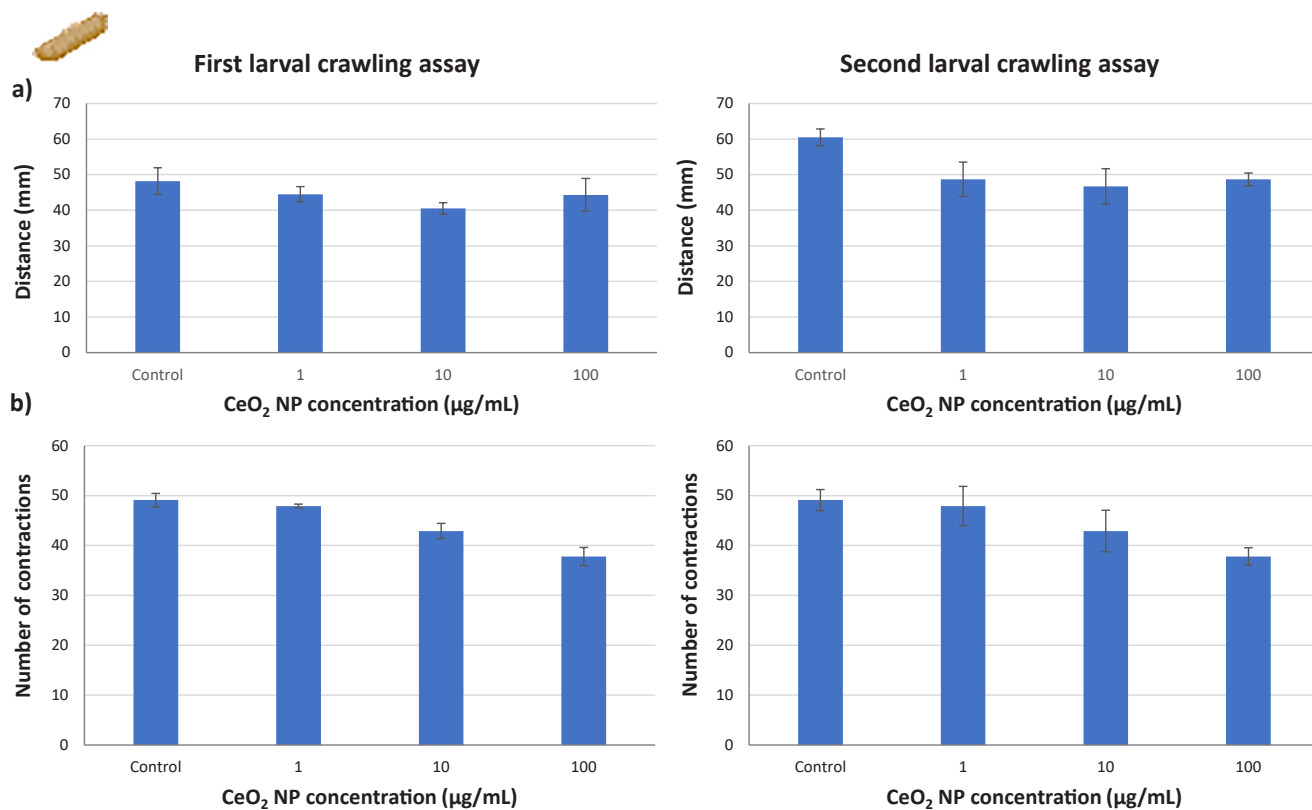 First larval crawling assay
Second larval crawling assay
a)
70
60
50
40
30
20
10
0
Distance (mm)
Control 1 10 100
CeO₂ NP concentration (µg/mL)
70
60
50
40
30
20
10
0
Distance (mm)
Control 1 10 100
CeO₂ NP concentration (µg/mL)
b)
60
50
40
30
20
10
0
Number of contractions
Control 1 10 100
CeO₂ NP concentration (µg/mL)
60
50
40
30
20
10
0
Number of contractions
Control 1 10 100
CeO₂ NP concentration (µg/mL)